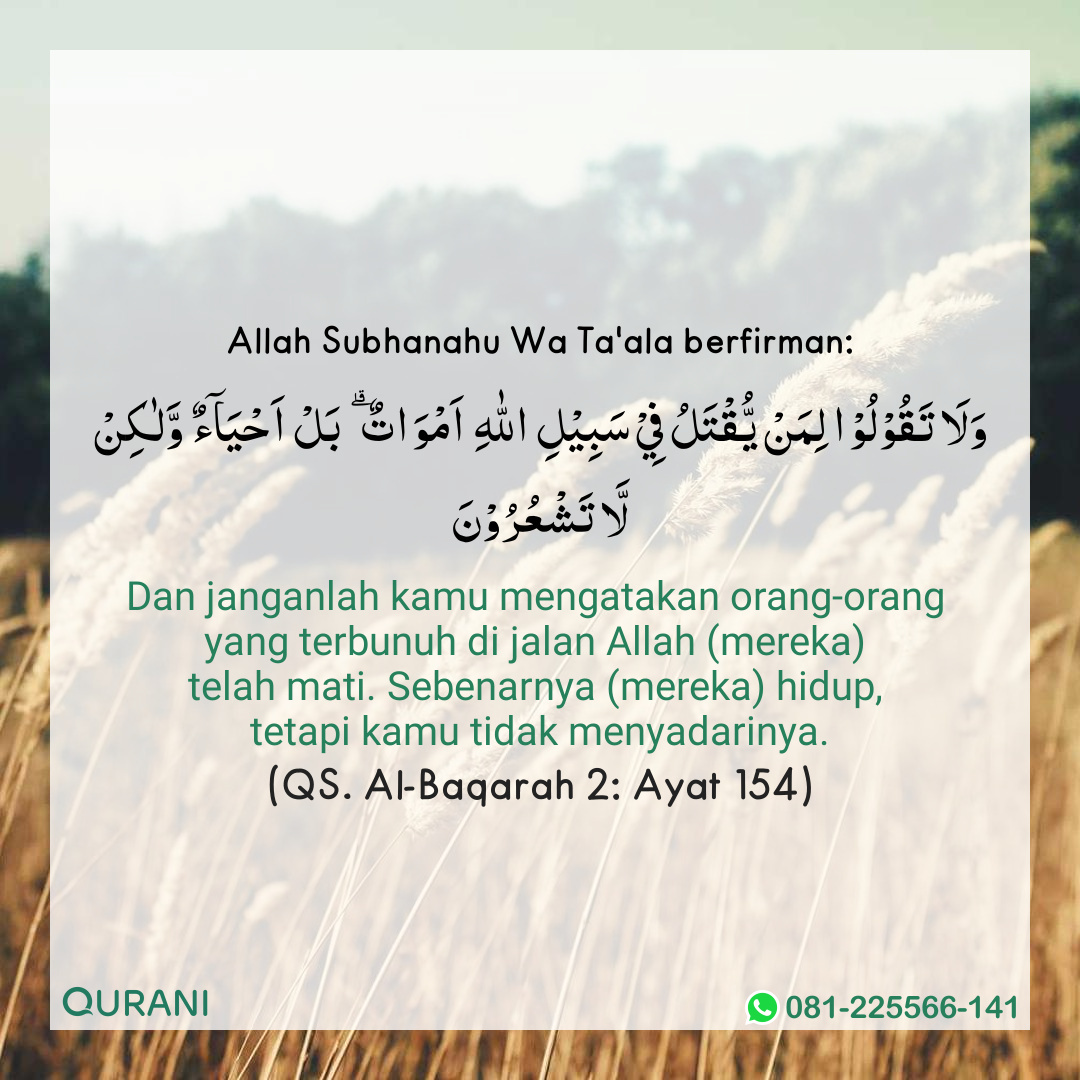 Allah Subhanahu Wa Ta'ala berfirman:
وَلَا تَقُوْلُوْا لِمَنْ يُّقْتَلُ فِيْ سَبِيْلِ اللّٰهِ اَمْوَاتٌ ۗ بَلْ اَحْيَآءٌ وَّلٰـكِنْ
لَّا تَشْعُرُوْنَ
Dan janganlah kamu mengatakan orang-orang
yang terbunuh di jalan Allah (mereka)
telah mati. Sebenarnya (mereka) hidup,
tetapi kamu tidak menyadarinya.
(QS. Al-Baqarah 2: Ayat 154)
QURANI
081-225566-141